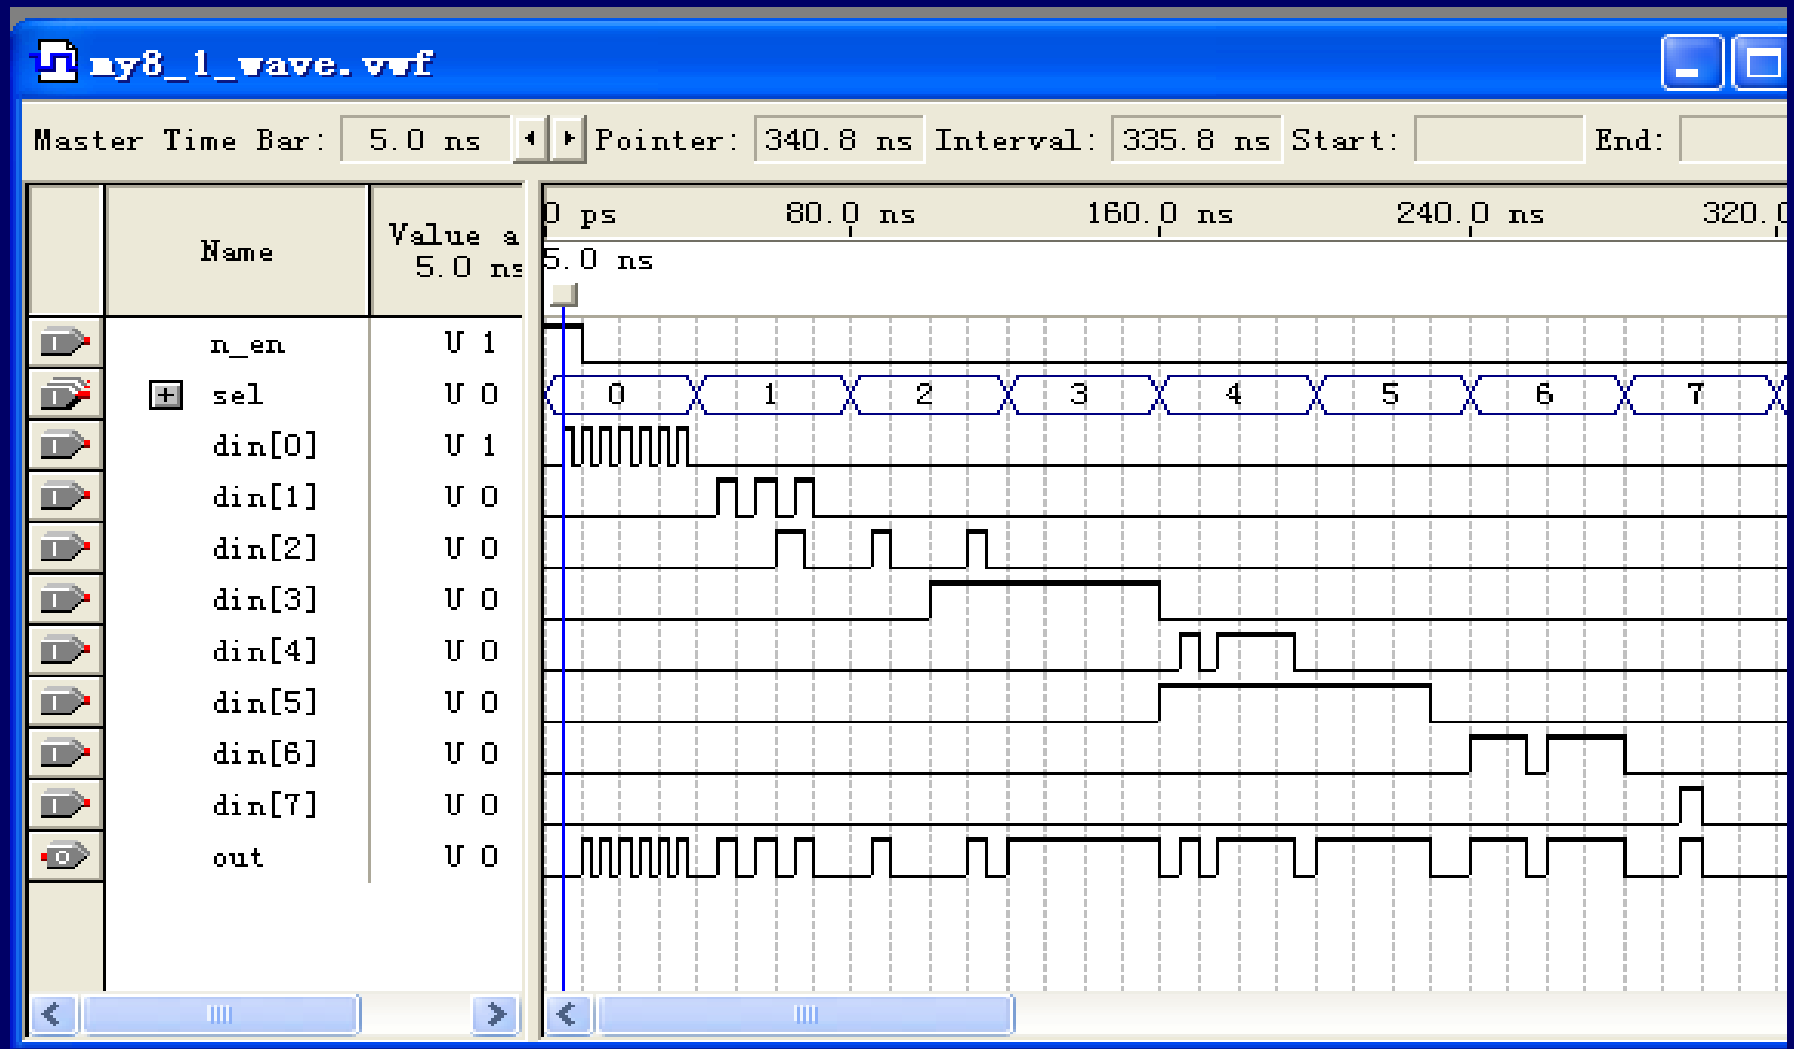 my8_1_wave.vwf
Master Time Bar: 5.0 ns Pointer: 340.8 ns Interval: 335.8 ns Start: End:
Name Value a 5.0 ns
0 ps 80.0 ns 160.0 ns 240.0 ns 320.0
5.0 ns
n_en U 1
sel U 0 0 1 2 3 4 5 6 7
din[0] U 1
din[1] U 0
din[2] U 0
din[3] U 0
din[4] U 0
din[5] U 0
din[6] U 0
din[7] U 0
out U 0